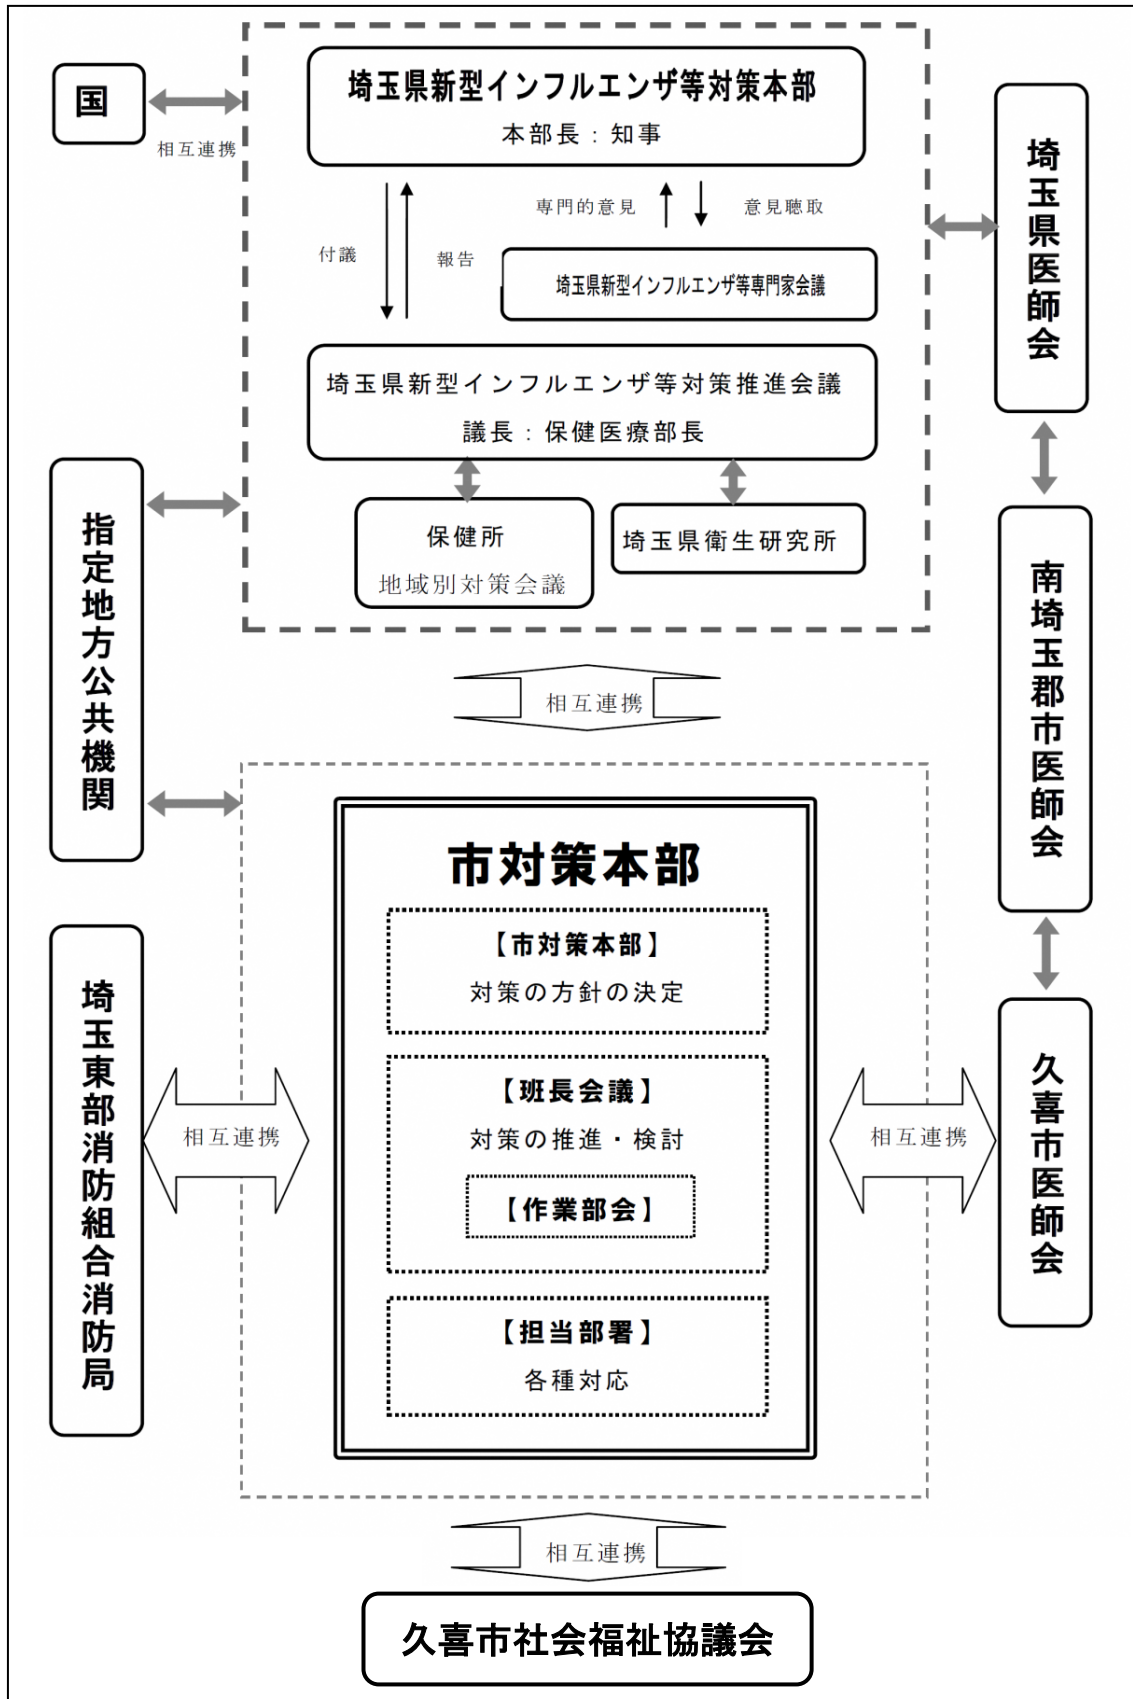 国
相互連携
埼玉県新型インフルエンザ等対策本部
本部長：知事
付議
報告
専門的意見
意見聴取
埼玉県新型インフルエンザ等専門家会議
埼玉県新型インフルエンザ等対策推進会議
議長：保健医療部長
保健所
地域別対策会議
埼玉県衛生研究所
埼玉県医師会
指定地方公共機関
南埼玉郡市医師会
相互連携
市対策本部
【市対策本部】
対策の方針の決定
【班長会議】
対策の推進・検討
【作業部会】
【担当部署】
各種対応
埼玉東部消防組合消防局
相互連携
相互連携
久喜市医師会
相互連携
久喜市社会福祉協議会